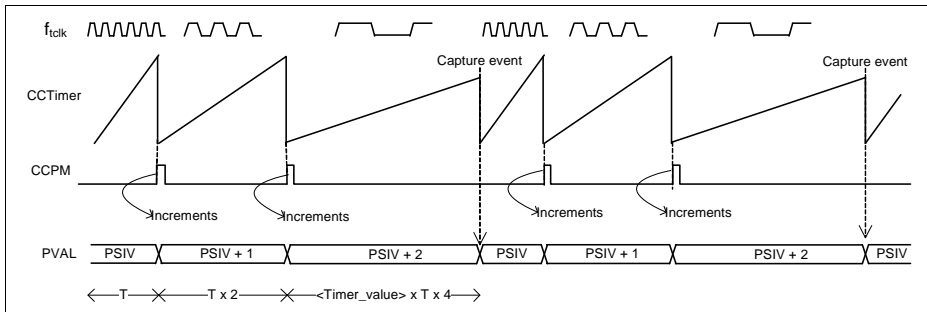 f_tclk
Capture event
Capture event
CCTimer
CCPM
Increments
Increments
Increments
Increments
PVAL
PSIV
PSIV + 1
PSIV + 2
PSIV
PSIV + 1
PSIV + 2
PSIV
T
T x 2
<Timer_value> x T x 4